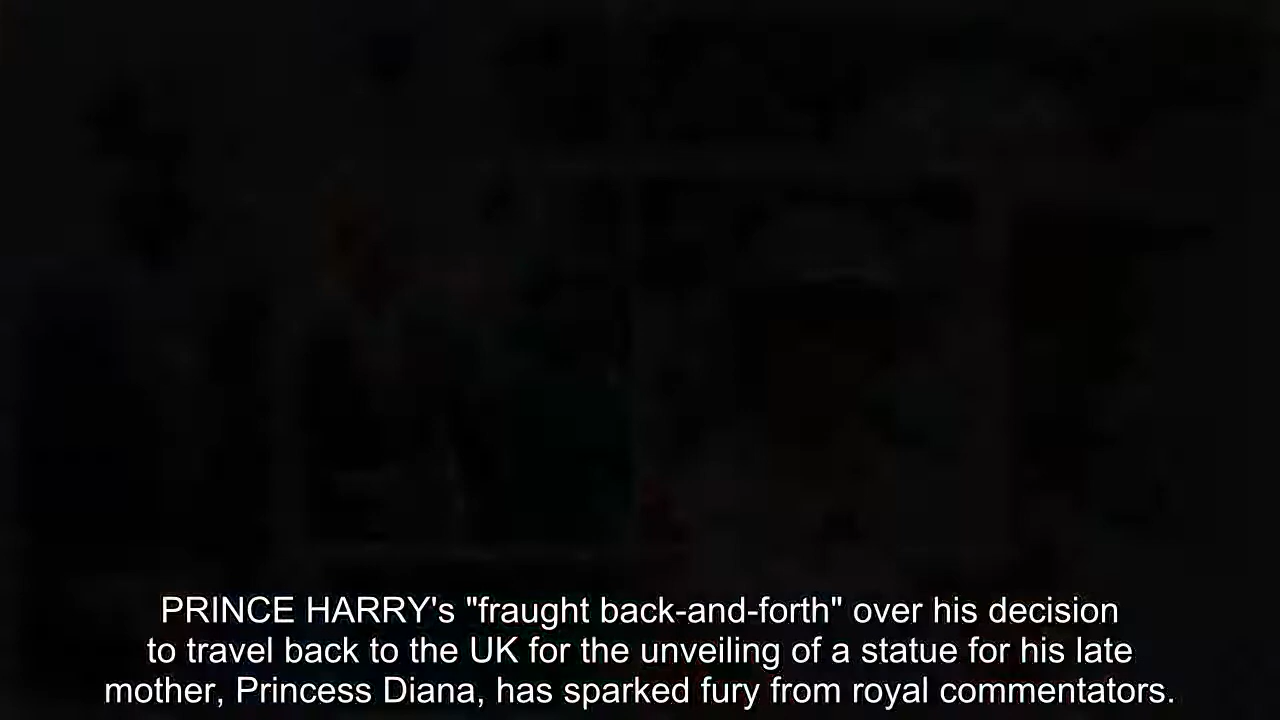 PRINCE HARRY's "fraught back-and-forth" over his decision
to travel back to the UK for the unveiling of a statue for his late
mother, Princess Diana, has sparked fury from royal commentators.